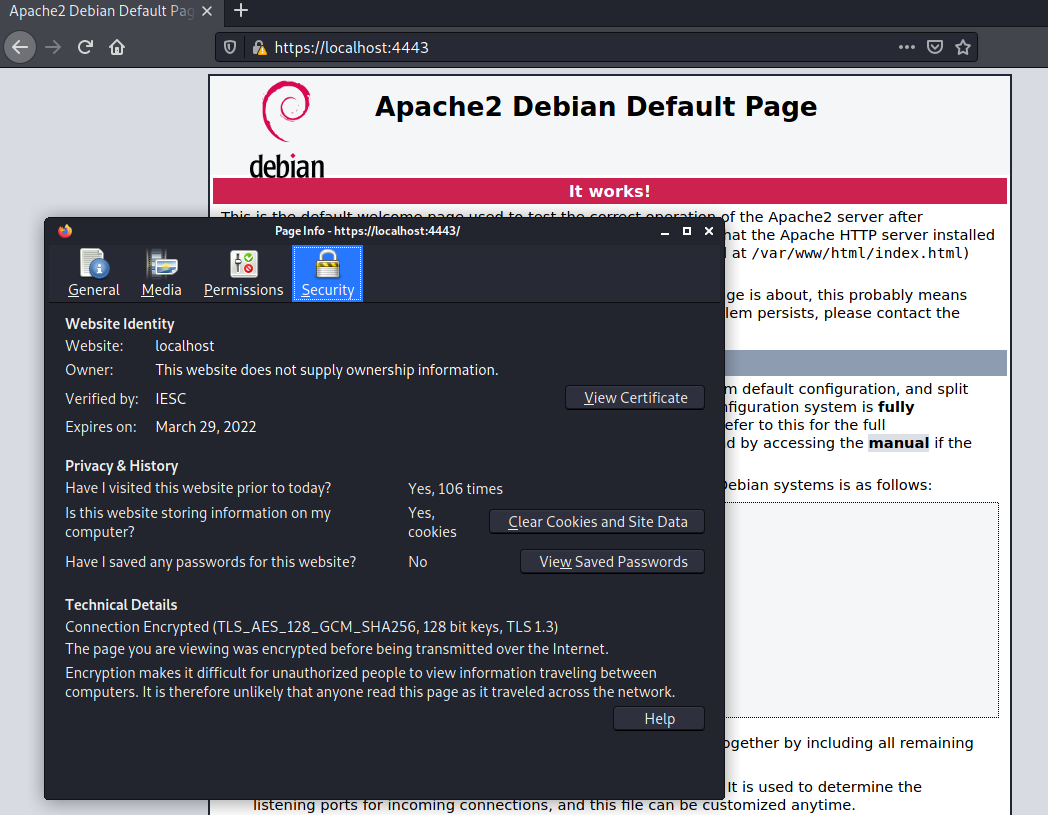 Apache2 Debian Default Pag
https://localhost:4443
debian
Apache2 Debian Default Page
It works!
This is the default welcome page used to test the correct operation of the Apache2 server after
hat the Apache HTTP server installed
at /var/www/html/index.html)
ge is about, this probably means
lem persists, please contact the
m default configuration, and split
nfiguration system is fully
efer to this for the full
d by accessing the manual if the
Debian systems is as follows:
ogether by including all remaining
It is used to determine the
listening ports for incoming connections, and this file can be customized anytime.
Page Info - https://localhost:4443/
General
Media
Permissions
Security
Website Identity
Website: localhost
Owner: This website does not supply ownership information.
Verified by: IESC
View Certificate
Expires on: March 29, 2022
Privacy & History
Have I visited this website prior to today? Yes, 106 times
Is this website storing information on my
computer?
Yes,
cookies
Clear Cookies and Site Data
Have I saved any passwords for this website? No
View Saved Passwords
Technical Details
Connection Encrypted (TLS_AES_128_GCM_SHA256, 128 bit keys, TLS 1.3)
The page you are viewing was encrypted before being transmitted over the Internet.
Encryption makes it difficult for unauthorized people to view information traveling between
computers. It is therefore unlikely that anyone read this page as it traveled across the network.
Help